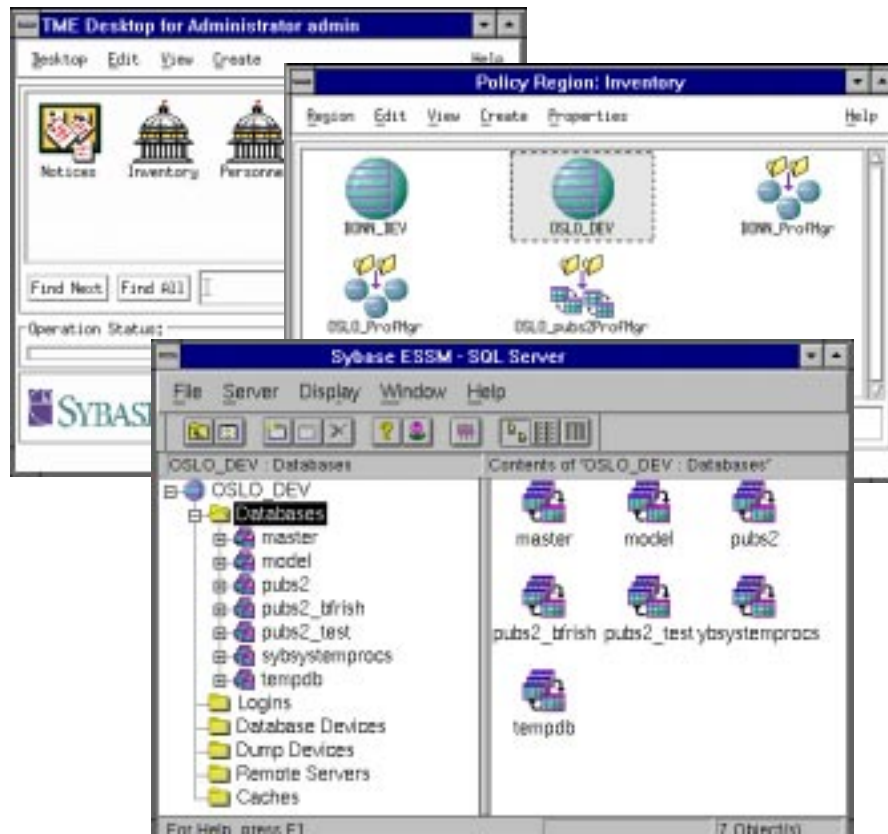 TME Desktop for Administrator admin
Desktop Edit View Create Help
Notices Inventory Personne
Find Next Find All
Operation Status:
SYBAS
Policy Region: Inventory
Region Edit View Create Properties Help
BONN_DEV OSLO_DEV BONN_ProfMgr
OSLO_ProfMgr OSLO_pubs2ProfMgr
Sybase ESSM - SQL Server
File Server Display Window Help
OSLO_DEV : Databases
OSLO_DEV
Databases
master
model
pubs2
pubs2_bfrish
pubs2_test
sybsystemprocs
tempdb
Logins
Database Devices
Dump Devices
Remote Servers
Caches
Contents of "OSLO_DEV : Databases"
master model pubs2
pubs2_bfrish pubs2_test ybsystemprocs
tempdb
For Help, press F1
7 Object(s)